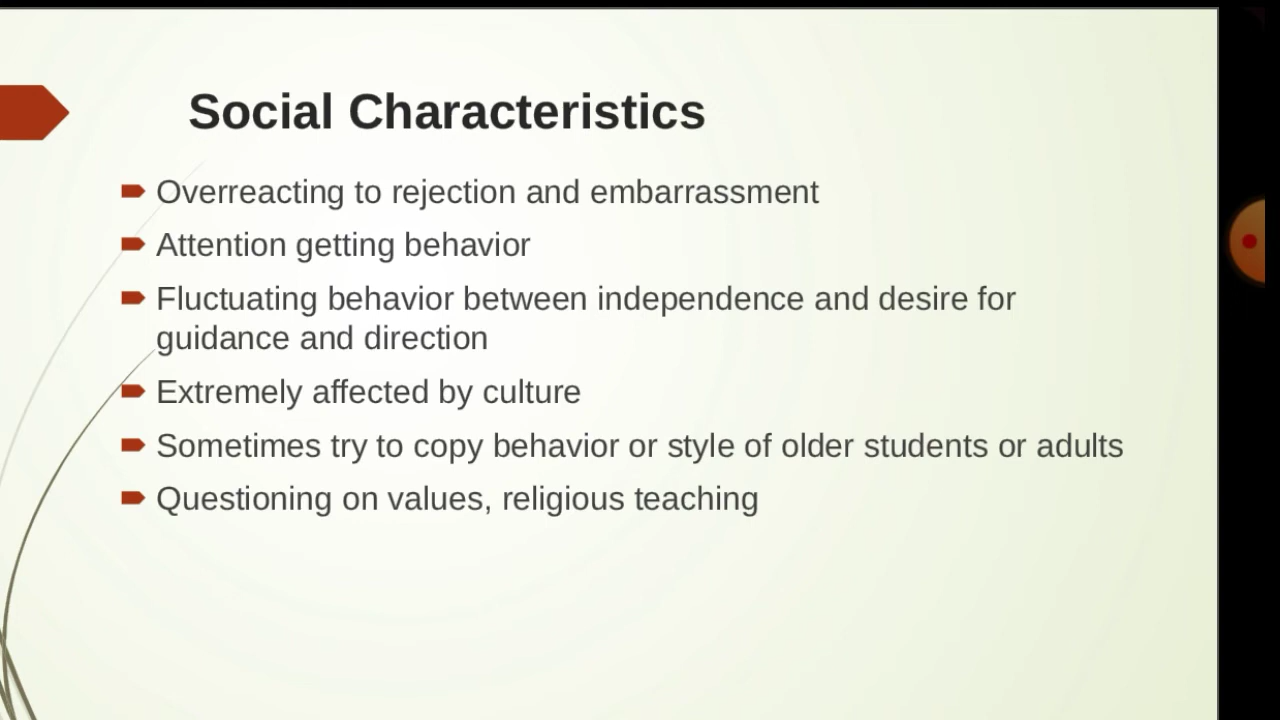 Social Characteristics
Overreacting to rejection and embarrassment
Attention getting behavior
Fluctuating behavior between independence and desire for
guidance and direction
Extremely affected by culture
Sometimes try to copy behavior or style of older students or adults
Questioning on values, religious teaching